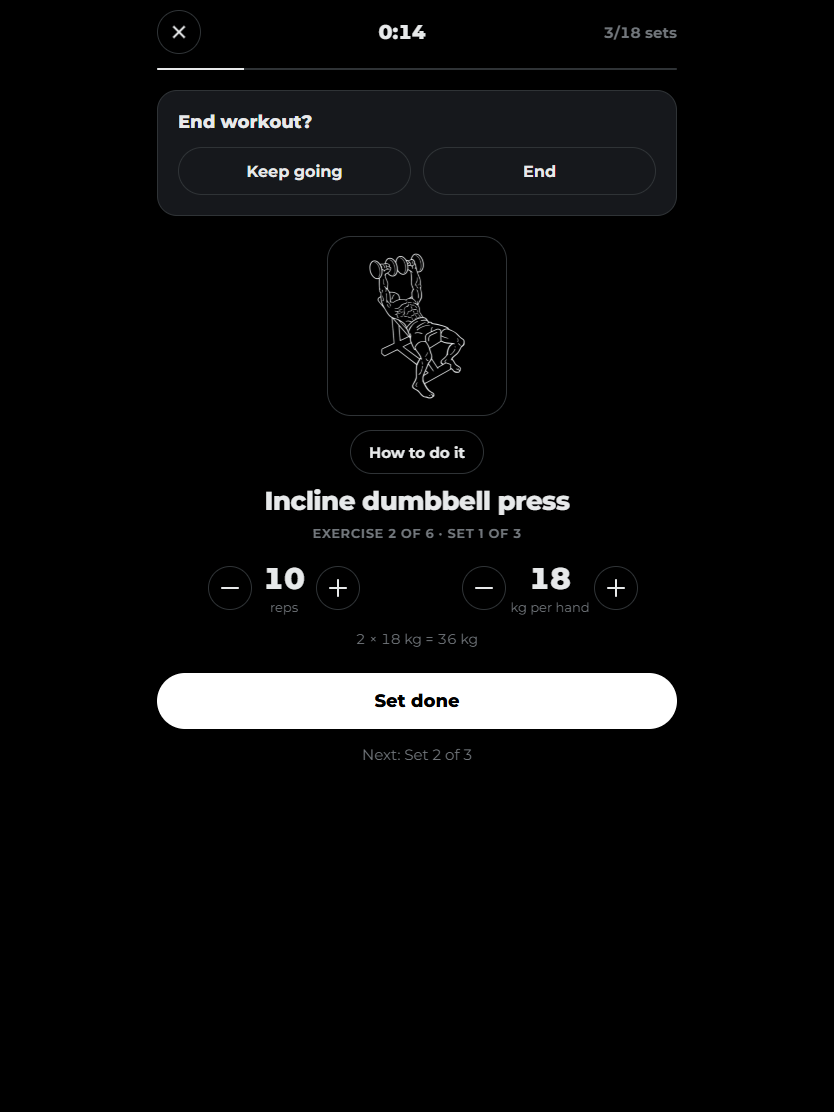 0:14
3/18 sets
End workout?
Keep going
End
How to do it
Incline dumbbell press
EXERCISE 2 OF 6 · SET 1 OF 3
10
reps
18
kg per hand
2 × 18 kg = 36 kg
Set done
Next: Set 2 of 3